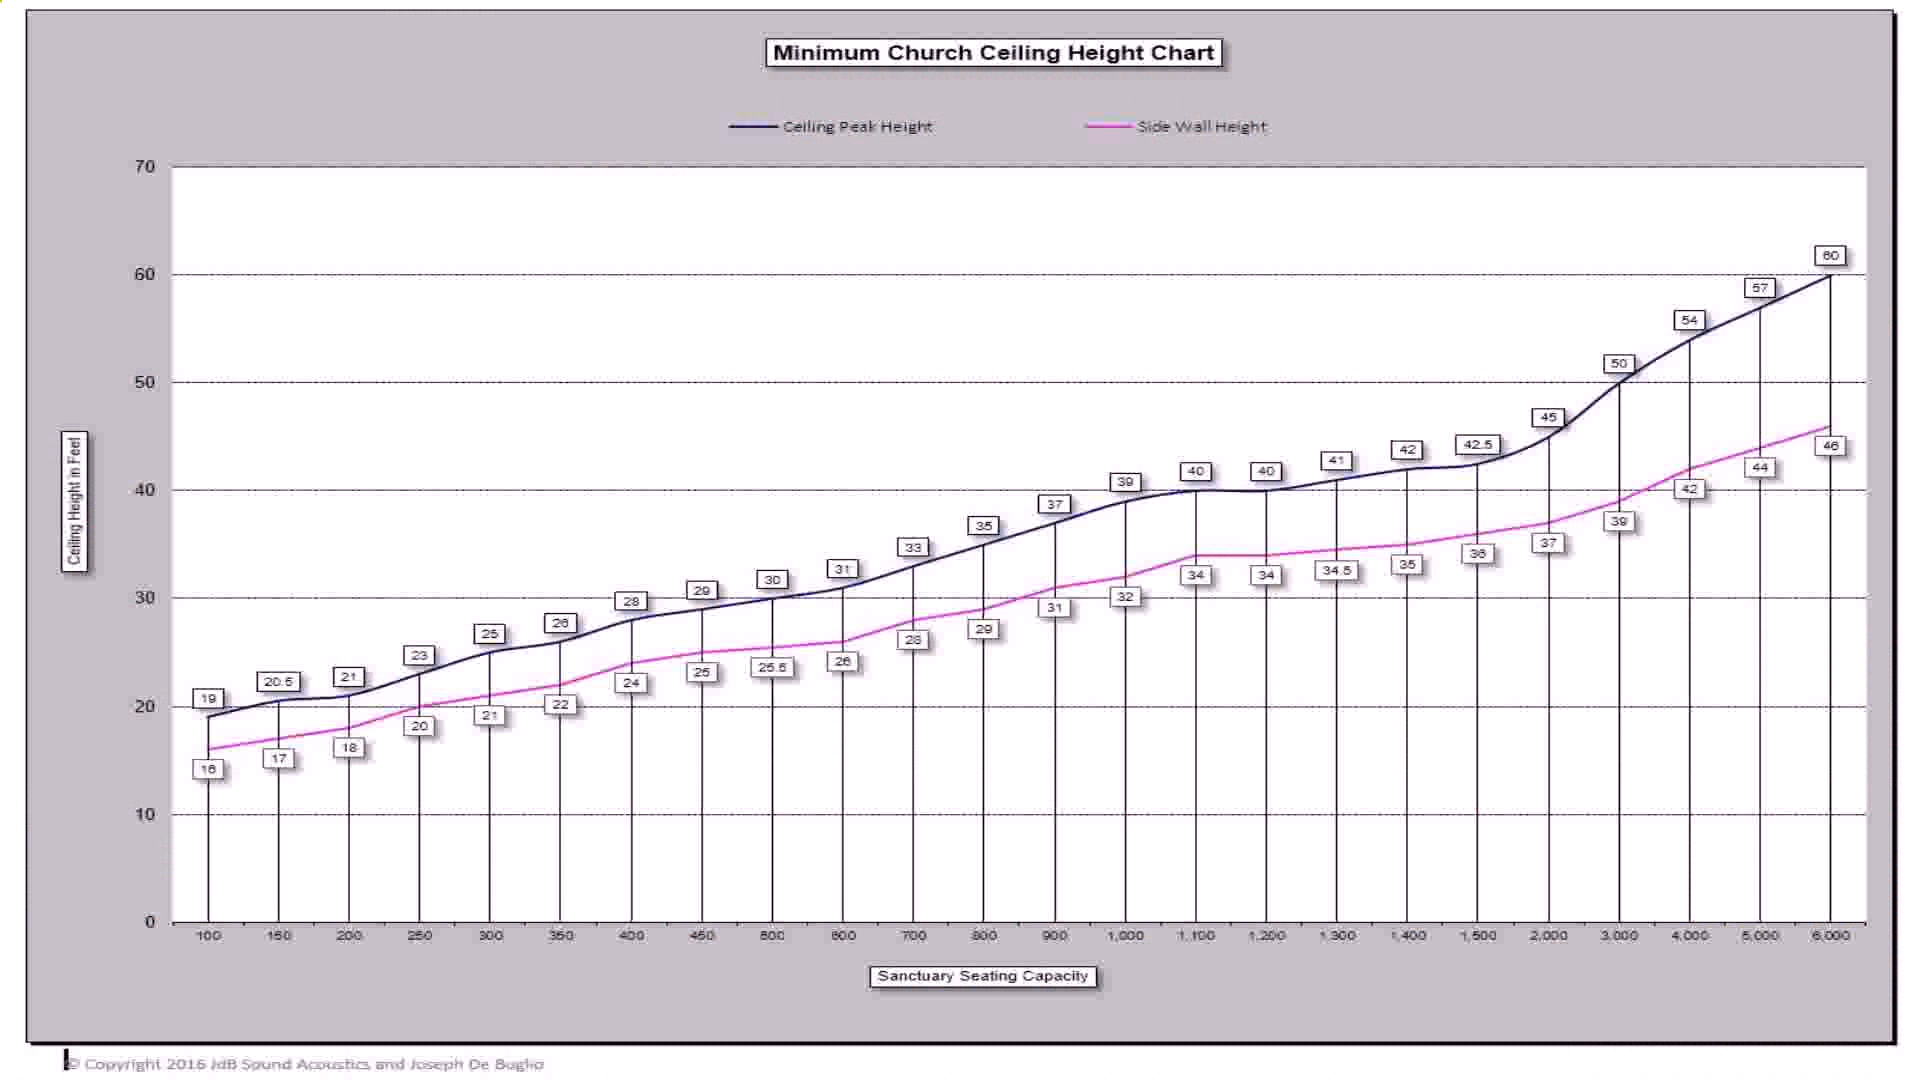 Minimum Church Ceiling Height Chart
Ceiling Peak Height Side Wall Height
70
60
50
40
30
20
10
0
Ceiling Height in Feet
19 20.5 21 23 25 26 28 29 30 31 33 35 37 39 40 40 41 42 42.5 45 50 54 57 60
16 17 18 20 21 22 24 25 25.5 26 28 29 31 32 34 34 34.5 35 36 37 39 42 44 46
100 150 200 250 300 350 400 450 500 600 700 800 900 1,000 1,100 1,200 1,300 1,400 1,500 2,000 3,000 4,000 5,000 6,000
Sanctuary Seating Capacity
© Copyright 2016 JdB Sound Acoustics and Joseph De Buglio